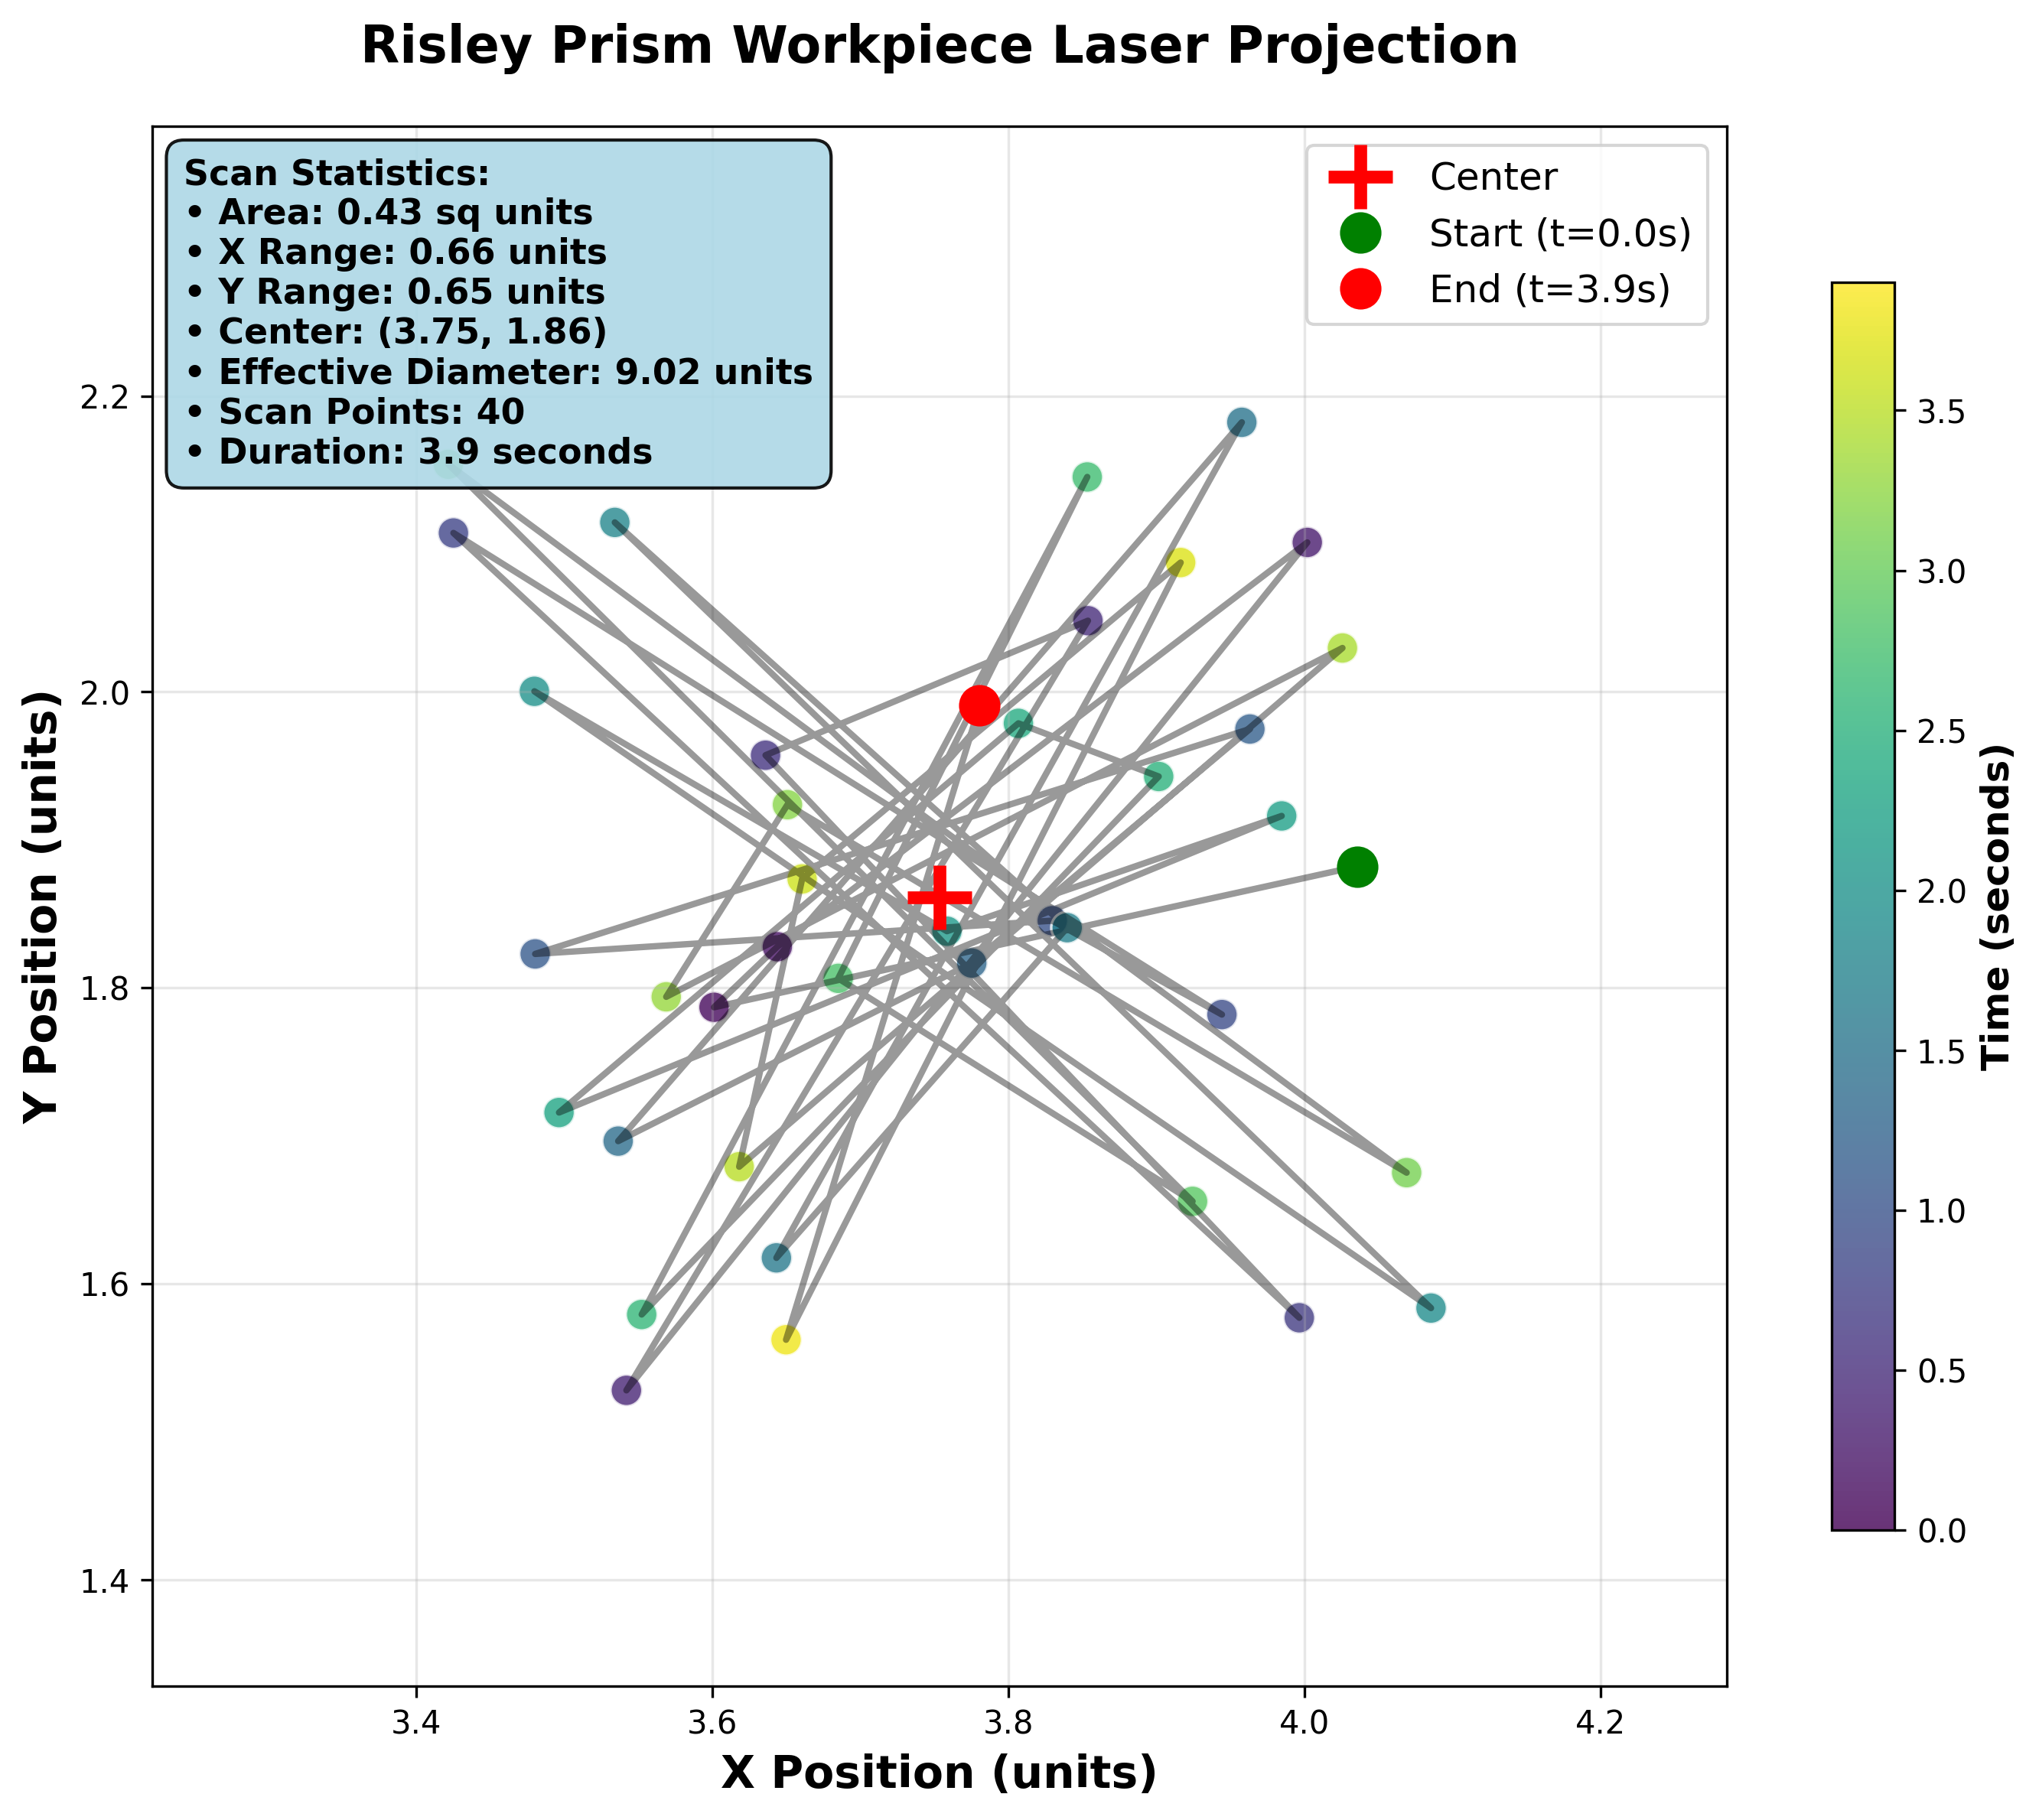 Risley Prism Workpiece Laser Projection
Scan Statistics:
• Area: 0.43 sq units
• X Range: 0.66 units
• Y Range: 0.65 units
• Center: (3.75, 1.86)
• Effective Diameter: 9.02 units
• Scan Points: 40
• Duration: 3.9 seconds
Center
Start (t=0.0s)
End (t=3.9s)
Y Position (units)
2.2
2.0
1.8
1.6
1.4
3.4
3.6
3.8
4.0
4.2
X Position (units)
3.5
3.0
2.5
2.0
1.5
1.0
0.5
0.0
Time (seconds)